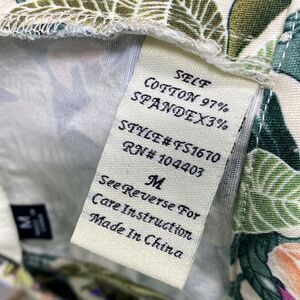 SELF
COTTON 97%
SPANDEX3%
STYLE#FS1670
RN# 104403
M
See Reverse For
Care Instruction
Made In China
M